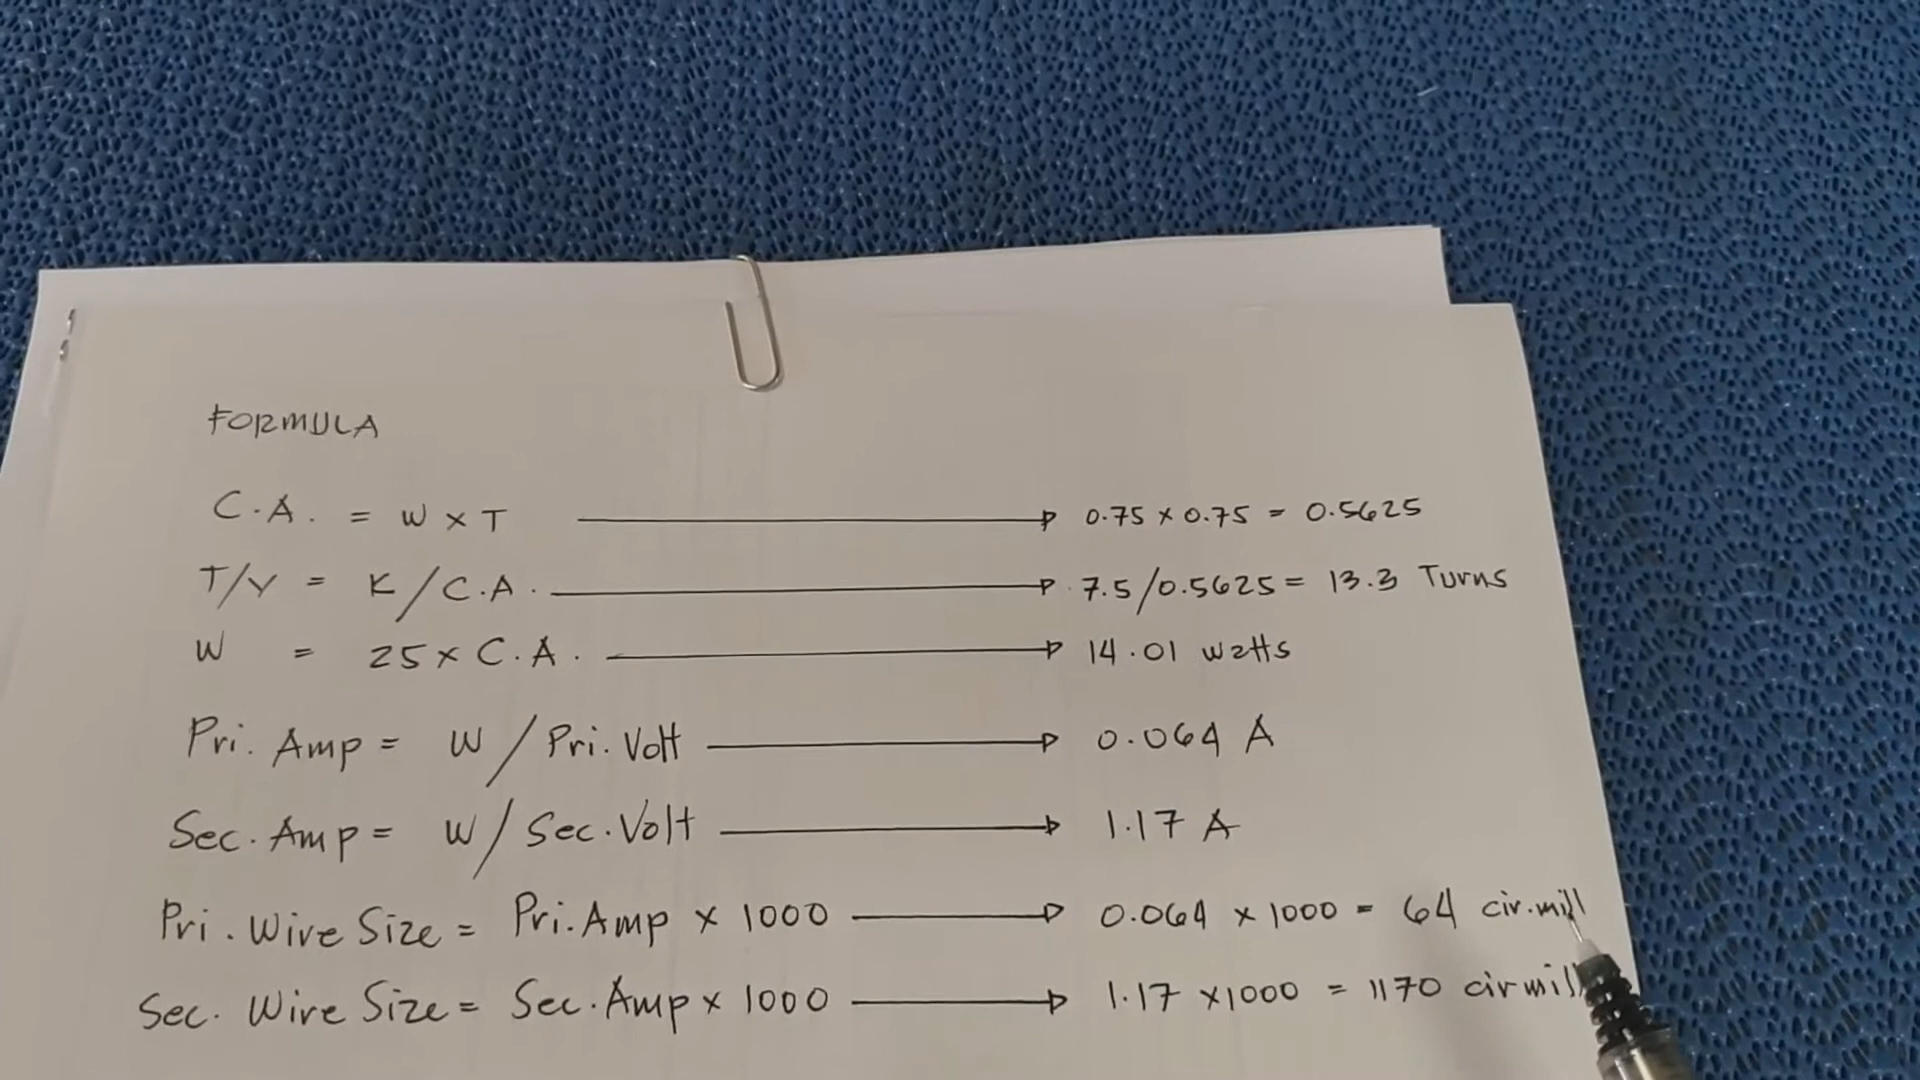 FORMULA
C.A. = W x T 0.75 x 0.75 = 0.5625
T/V = K/C.A. 7.5/0.5625 = 13.3 Turns
W = 25 x C.A. 14.01 watts
Pri. Amp = W / Pri. Volt 0.064 A
Sec. Amp = W / Sec. Volt 1.17 A
Pri. Wire Size = Pri. Amp x 1000 0.064 x 1000 = 64 cir.mill
Sec. Wire Size = Sec. Amp x 1000 1.17 x 1000 = 1170 cir mill